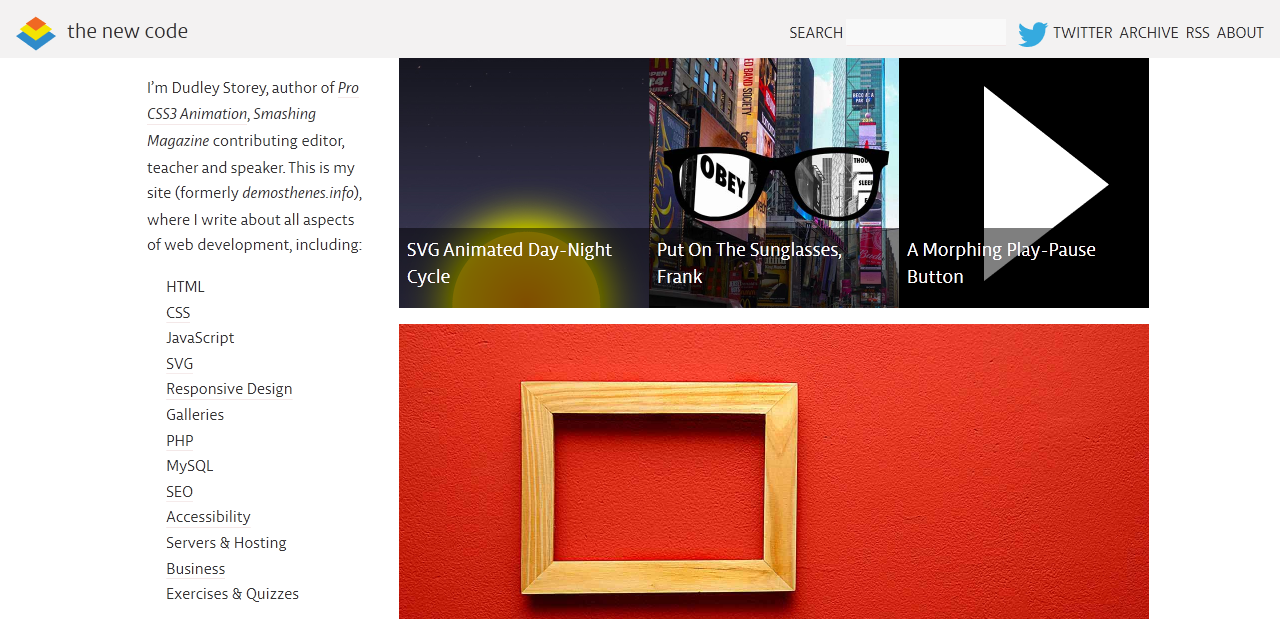 the new code
SEARCH
TWITTER ARCHIVE RSS ABOUT
I’m Dudley Storey, author of Pro
CSS3 Animation, Smashing
Magazine contributing editor,
teacher and speaker. This is my
site (formerly demosthenes.info),
where I write about all aspects
of web development, including:
HTML
CSS
JavaScript
SVG
Responsive Design
Galleries
PHP
MySQL
SEO
Accessibility
Servers & Hosting
Business
Exercises & Quizzes
SVG Animated Day-Night
Cycle
OBEY
SLEEP
Put On The Sunglasses,
Frank
A Morphing Play-Pause
Button